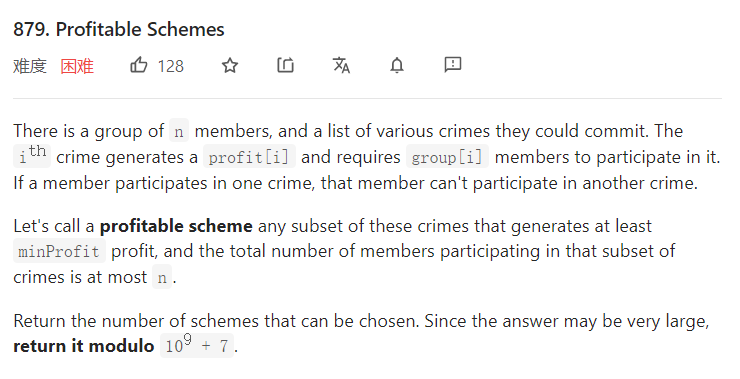 879. Profitable Schemes
难度 困难 128
There is a group of n members, and a list of various crimes they could commit. The
ith crime generates a profit[i] and requires group[i] members to participate in it.
If a member participates in one crime, that member can't participate in another crime.
Let's call a profitable scheme any subset of these crimes that generates at least
minProfit profit, and the total number of members participating in that subset of
crimes is at most n.
Return the number of schemes that can be chosen. Since the answer may be very large,
return it modulo 10^9 + 7.